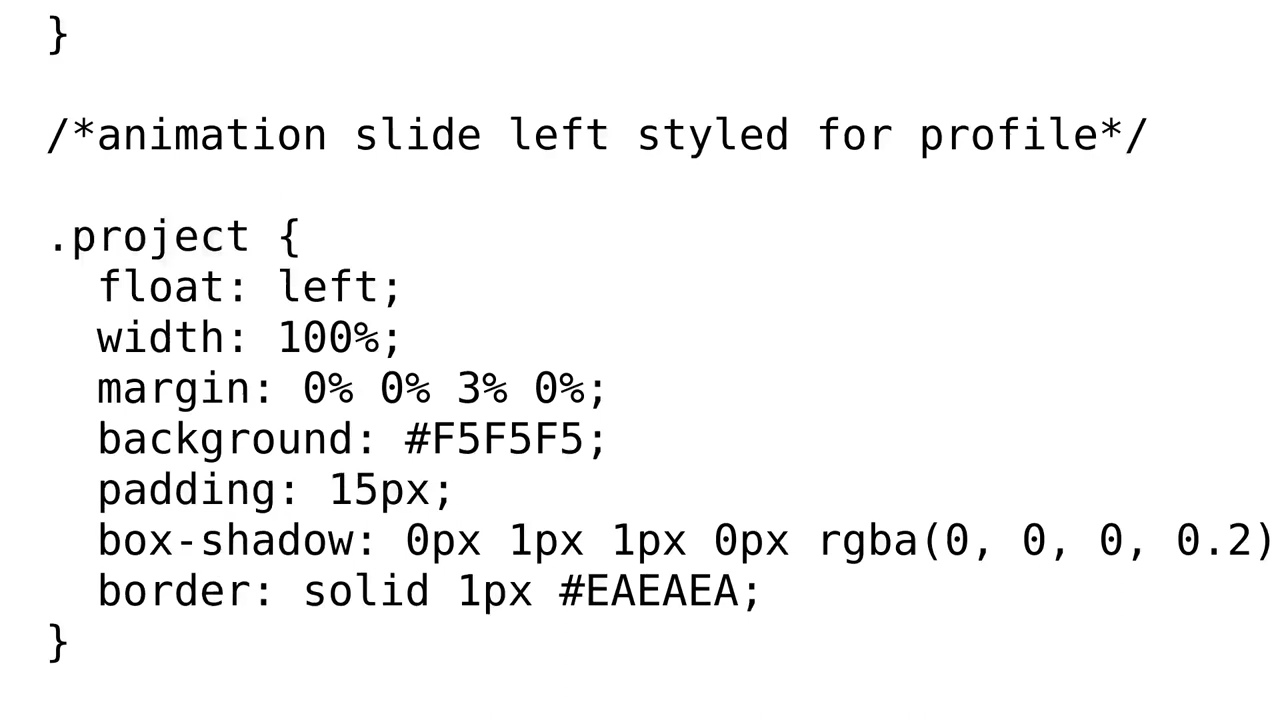 }
/*animation slide left styled for profile*/
.project {
  float: left;
  width: 100%;
  margin: 0% 0% 3% 0%;
  background: #F5F5F5;
  padding: 15px;
  box-shadow: 0px 1px 1px 0px rgba(0, 0, 0, 0.2)
  border: solid 1px #EAEAEA;
}